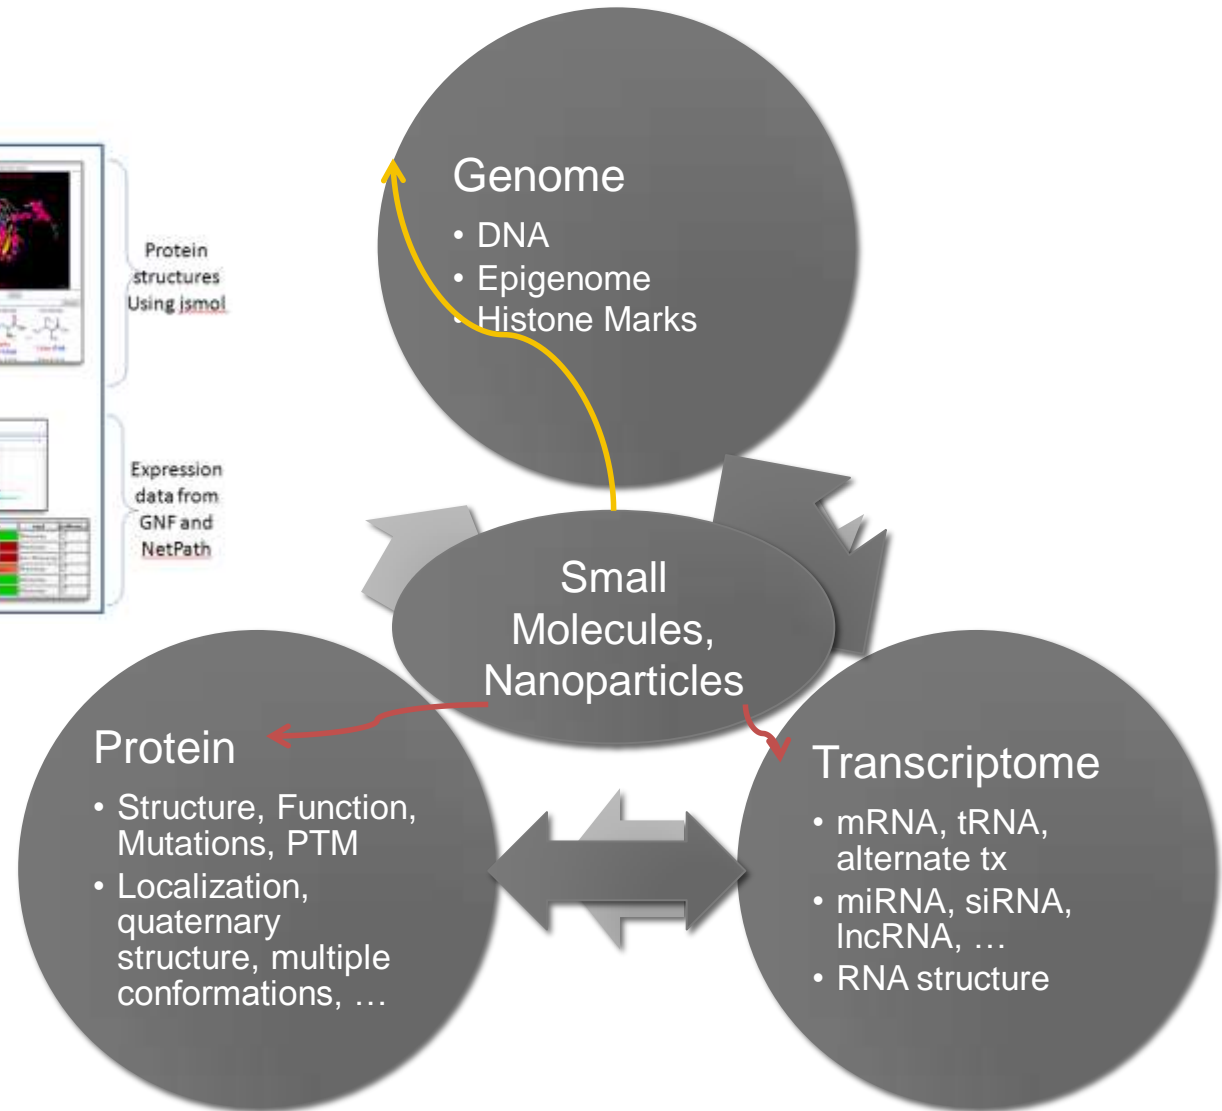 Protein
structures
Using jsmol
Expression
data from
GNF and
NetPath
Genome
• DNA
• Epigenome
• Histone Marks
Small
Molecules,
Nanoparticles
Protein
• Structure, Function,
Mutations, PTM
• Localization,
quaternary
structure, multiple
conformations, …
Transcriptome
• mRNA, tRNA,
alternate tx
• miRNA, siRNA,
lncRNA, …
• RNA structure